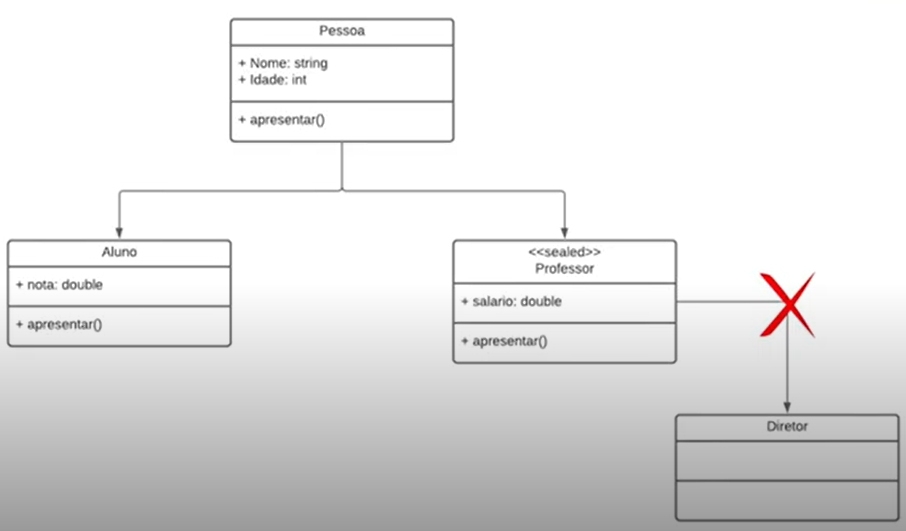 Pessoa
+ Nome: string
+ Idade: int
+ apresentar()
Aluno
+ nota: double
+ apresentar()
<<sealed>>
Professor
+ salario: double
+ apresentar()
Diretor